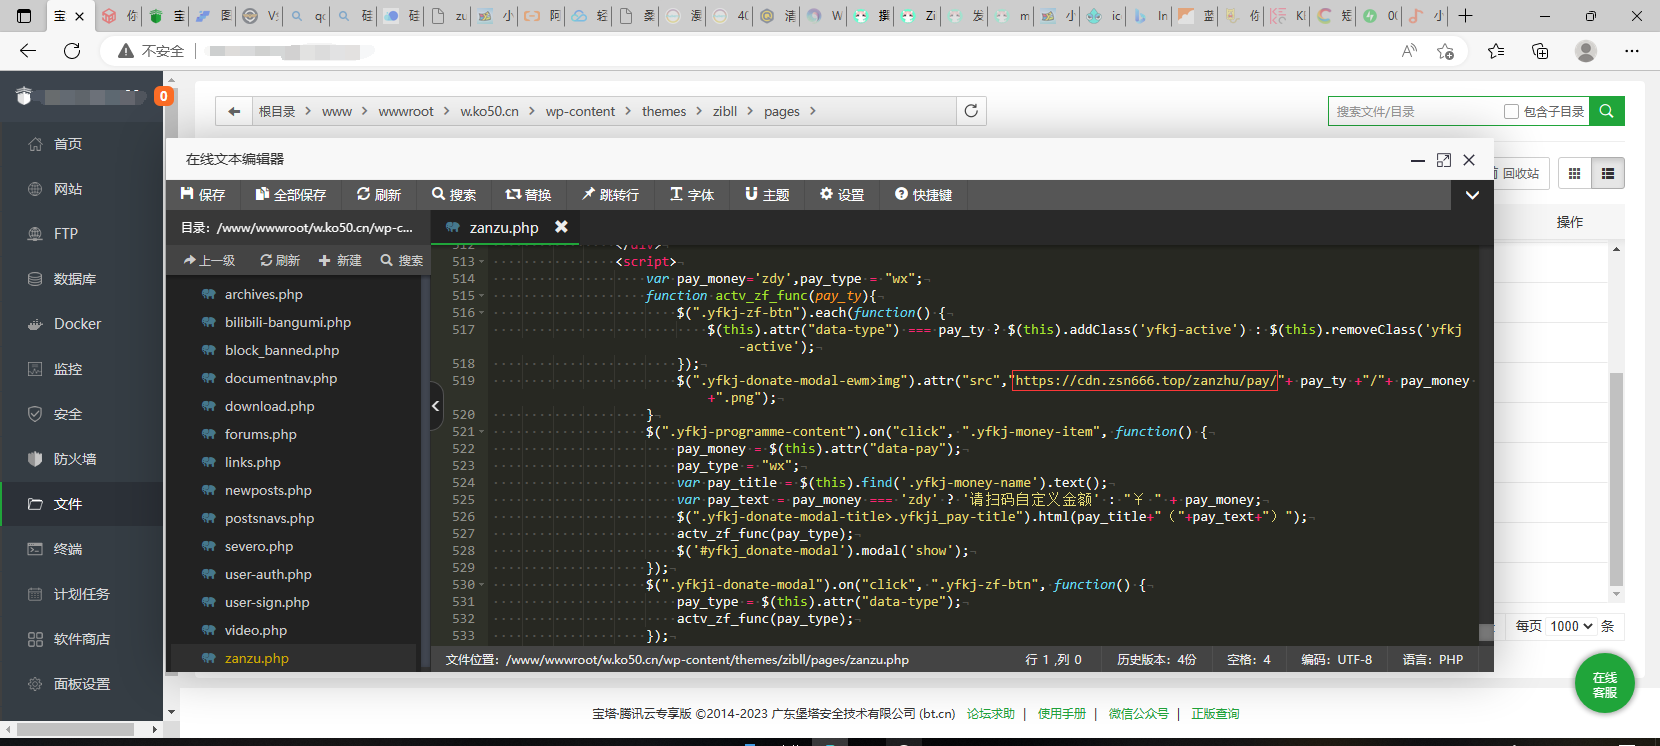 宝
不安全
0
首页
网站
FTP
数据库
Docker
监控
安全
防火墙
文件
终端
计划任务
软件商店
面板设置
根目录 > www > wwwroot > w.ko50.cn > wp-content > themes > zibll > pages >
搜索文件/目录 包含子目录
回收站
操作
在线文本编辑器
保存 全部保存 刷新 搜索 替换 跳转行 字体 主题 设置 快捷键
目录：/www/wwwroot/w.ko50.cn/wp-c...
zanzu.php
上一级 刷新 新建 搜索
archives.php
bilibili-bangumi.php
block_banned.php
documentnav.php
download.php
forums.php
links.php
newposts.php
postsnavs.php
severo.php
user-auth.php
user-sign.php
video.php
zanzu.php
512 </div>
513 <script>
514 var pay_money='zdy',pay_type = "wx";
515 function actv_zf_func(pay_ty){
516 $(".yfkj-zf-btn").each(function() {
517 $(this).attr("data-type") === pay_ty ? $(this).addClass('yfkj-active') : $(this).removeClass('yfkj
-active');
518 });
519 $(".yfkj-donate-modal-ewm>img").attr("src","https://cdn.zsn666.top/zanzhu/pay/"+ pay_ty +"/"+ pay_money
+".png");
520 }
521 $(".yfkj-programme-content").on("click", ".yfkj-money-item", function() {
522 pay_money = $(this).attr("data-pay");
523 pay_type = "wx";
524 var pay_title = $(this).find('.yfkj-money-name').text();
525 var pay_text = pay_money === 'zdy' ? '请扫码自定义金额' : "￥ " + pay_money;
526 $(".yfkj-donate-modal-title>.yfkji_pay-title").html(pay_title+"（"+pay_text+"）");
527 actv_zf_func(pay_type);
528 $('#yfkj_donate-modal').modal('show');
529 });
530 $(".yfkji-donate-modal").on("click", ".yfkj-zf-btn", function() {
531 pay_type = $(this).attr("data-type");
532 actv_zf_func(pay_type);
533 });
文件位置：/www/wwwroot/w.ko50.cn/wp-content/themes/zibll/pages/zanzu.php 行 1 ,列 0 历史版本：4份 空格：4 编码：UTF-8 语言：PHP
每页 1000 条
在线
客服
宝塔·腾讯云专享版 ©2014-2023 广东堡塔安全技术有限公司 (bt.cn) 论坛求助 | 使用手册 | 微信公众号 | 正版查询